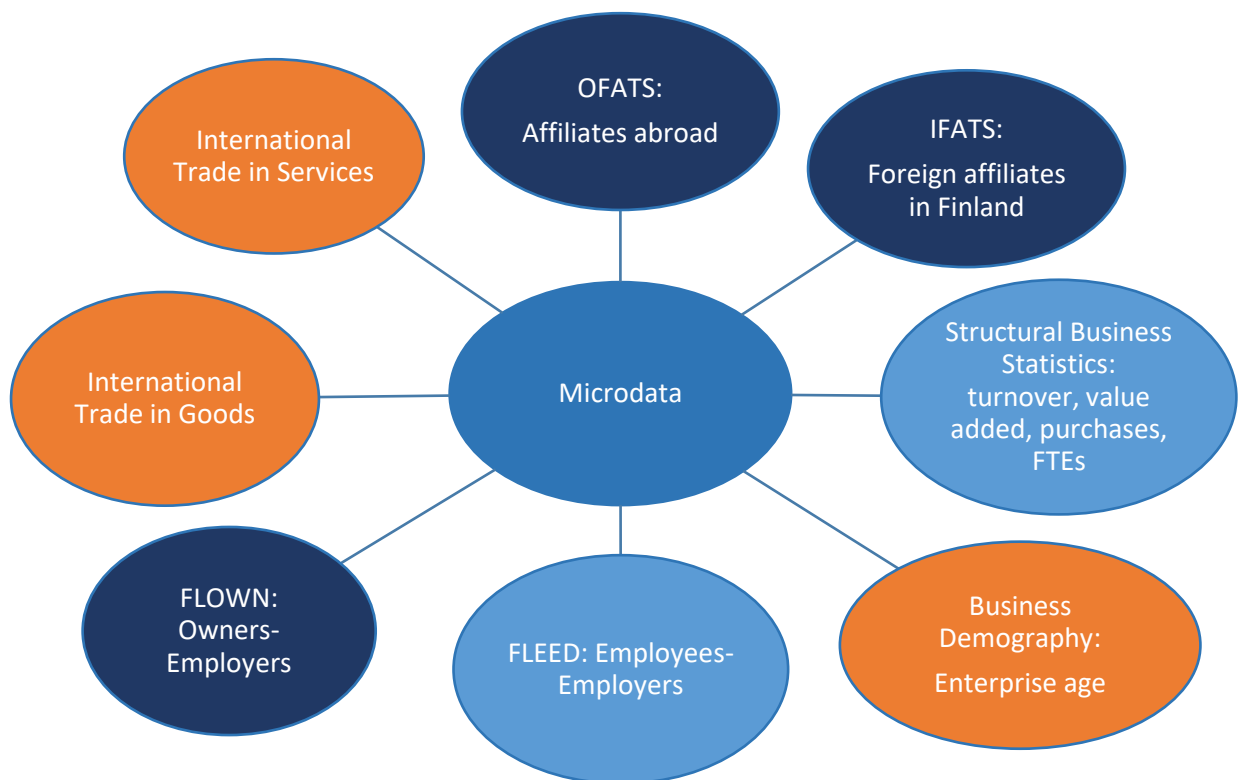 OFATS:
Affiliates abroad
IFATS:
Foreign affiliates
in Finland
International
Trade in Services
Structural Business
Statistics:
turnover, value
added, purchases,
FTEs
Microdata
International
Trade in Goods
Business
Demography:
Enterprise age
FLEED: Employees-
Employers
FLOWN:
Owners-
Employers